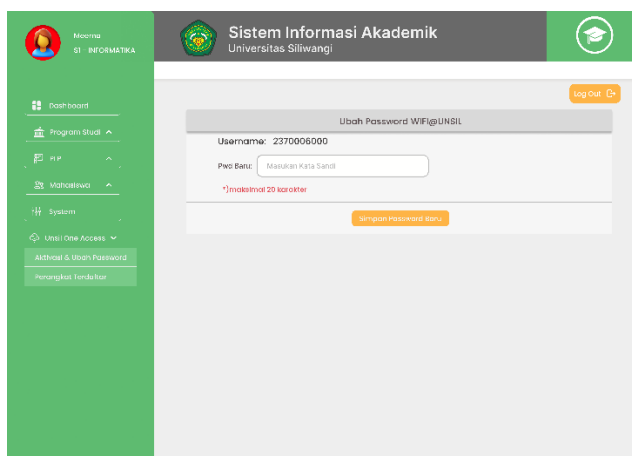 Meema
S1 - INFORMATIKA
Sistem Informasi Akademik
Universitas Siliwangi
Log Out
Dashboard
Program Studi
Mahasiswa
System
Unsil One Access
Aktivasi & Ubah Password
Perangkat Terdaftar
Ubah Password WIFI@UNSIL
Username: 2370006000
Pwd Baru: Masukan Kata Sandi
*)maksimal 20 karakter
Simpan Password Baru